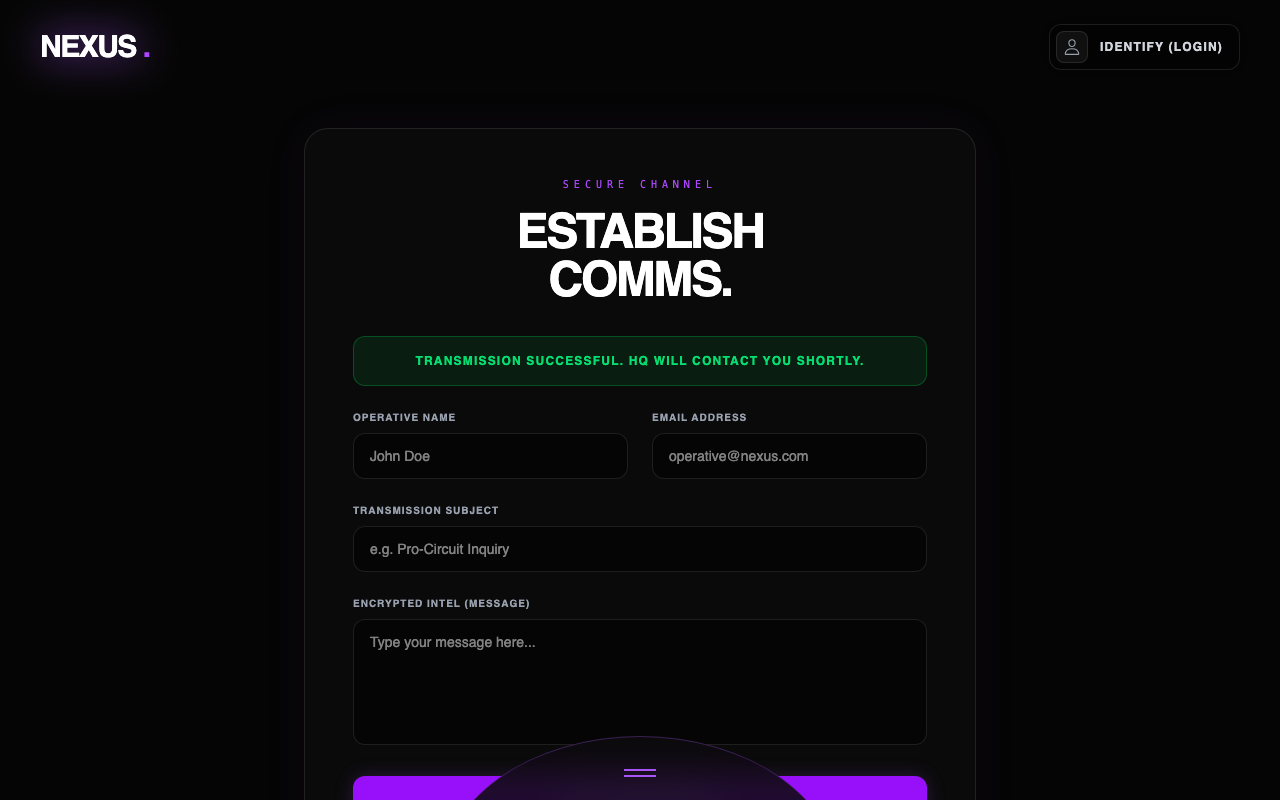 NEXUS .
IDENTIFY (LOGIN)
SECURE CHANNEL
ESTABLISH
COMMS.
TRANSMISSION SUCCESSFUL. HQ WILL CONTACT YOU SHORTLY.
OPERATIVE NAME
EMAIL ADDRESS
John Doe
operative@nexus.com
TRANSMISSION SUBJECT
e.g. Pro-Circuit Inquiry
ENCRYPTED INTEL (MESSAGE)
Type your message here...